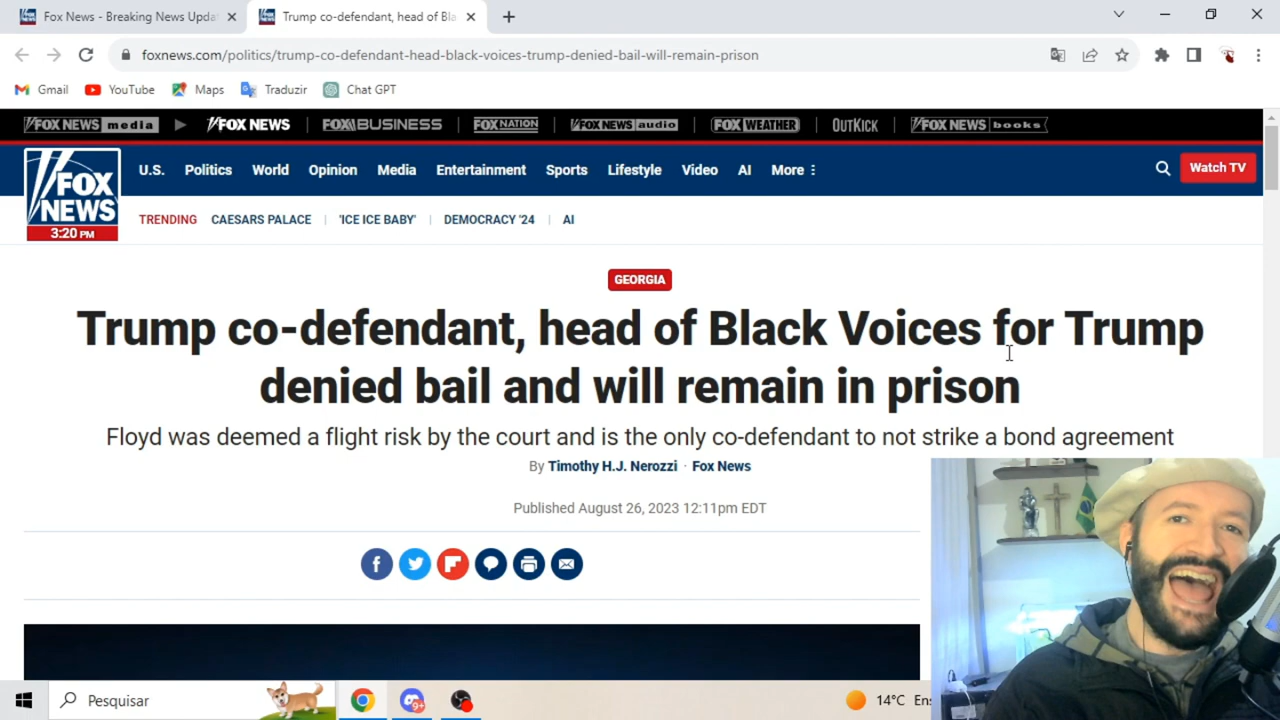 Fox News - Breaking News Upda
Trump co-defendant, head of Bla
foxnews.com/politics/trump-co-defendant-head-black-voices-trump-denied-bail-will-remain-prison
Gmail YouTube Maps Traduzir Chat GPT
FOX NEWS media FOX NEWS FOX BUSINESS FOX NATION FOX NEWS audio FOX WEATHER OUTKICK FOX NEWS books
FOX NEWS
3:20 PM
U.S. Politics World Opinion Media Entertainment Sports Lifestyle Video AI More Watch TV
TRENDING CAESARS PALACE 'ICE ICE BABY' DEMOCRACY '24 AI
GEORGIA
Trump co-defendant, head of Black Voices for Trump
denied bail and will remain in prison
Floyd was deemed a flight risk by the court and is the only co-defendant to not strike a bond agreement
By Timothy H.J. Nerozzi · Fox News
Published August 26, 2023 12:11pm EDT
Pesquisar 9+ 14°C Ens